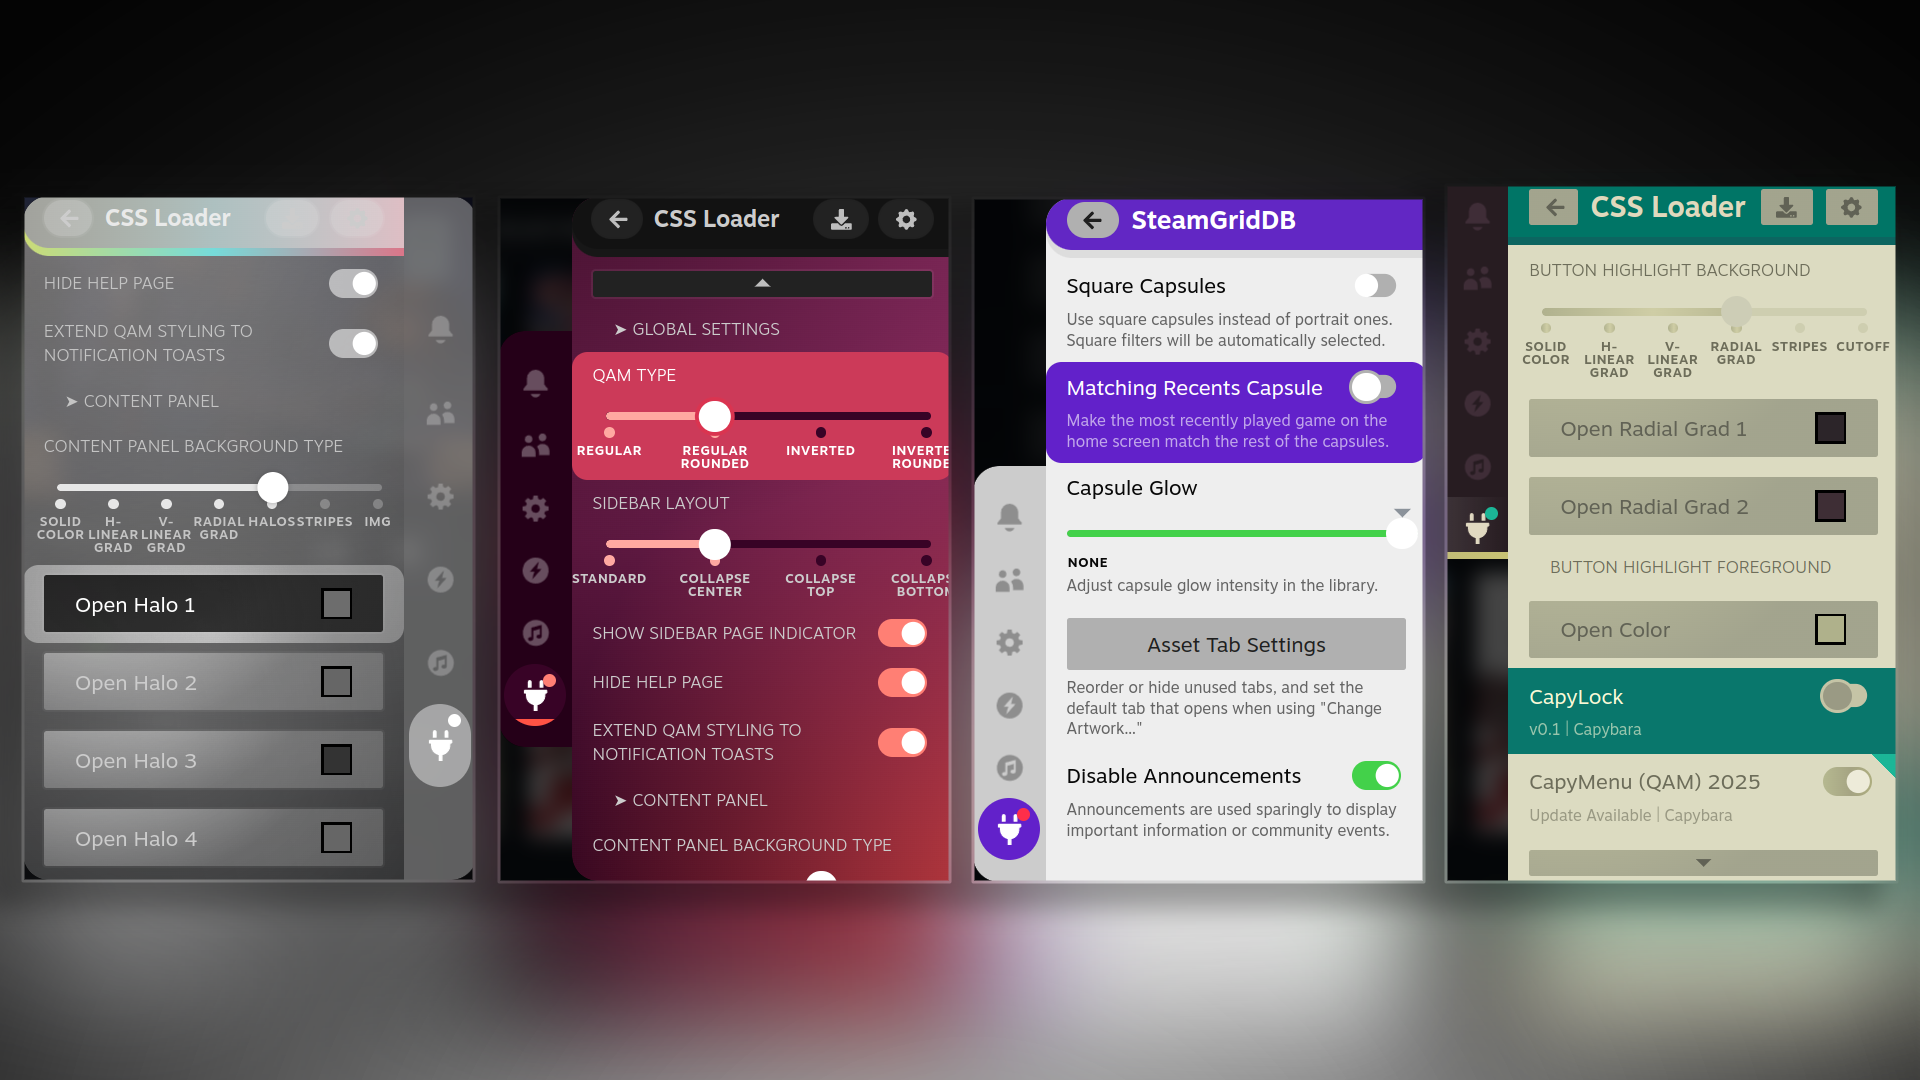 CSS Loader
HIDE HELP PAGE
EXTEND QAM STYLING TO
NOTIFICATION TOASTS
➤ CONTENT PANEL
CONTENT PANEL BACKGROUND TYPE
SOLID COLOR H-LINEAR GRAD V-LINEAR GRAD RADIAL GRAD HALOS STRIPES IMG
Open Halo 1
Open Halo 2
Open Halo 3
Open Halo 4
CSS Loader
➤ GLOBAL SETTINGS
QAM TYPE
REGULAR REGULAR ROUNDED INVERTED INVERTE ROUNDE
SIDEBAR LAYOUT
STANDARD COLLAPSE CENTER COLLAPSE TOP COLLAPS BOTTOM
SHOW SIDEBAR PAGE INDICATOR
HIDE HELP PAGE
EXTEND QAM STYLING TO
NOTIFICATION TOASTS
➤ CONTENT PANEL
CONTENT PANEL BACKGROUND TYPE
SteamGridDB
Square Capsules
Use square capsules instead of portrait ones.
Square filters will be automatically selected.
Matching Recents Capsule
Make the most recently played game on the
home screen match the rest of the capsules.
Capsule Glow
NONE
Adjust capsule glow intensity in the library.
Asset Tab Settings
Reorder or hide unused tabs, and set the
default tab that opens when using "Change
Artwork..."
Disable Announcements
Announcements are used sparingly to display
important information or community events.
CSS Loader
BUTTON HIGHLIGHT BACKGROUND
SOLID COLOR H-LINEAR GRAD V-LINEAR GRAD RADIAL GRAD STRIPES CUTOFF
Open Radial Grad 1
Open Radial Grad 2
BUTTON HIGHLIGHT FOREGROUND
Open Color
CapyLock
v0.1 | Capybara
CapyMenu (QAM) 2025
Update Available | Capybara